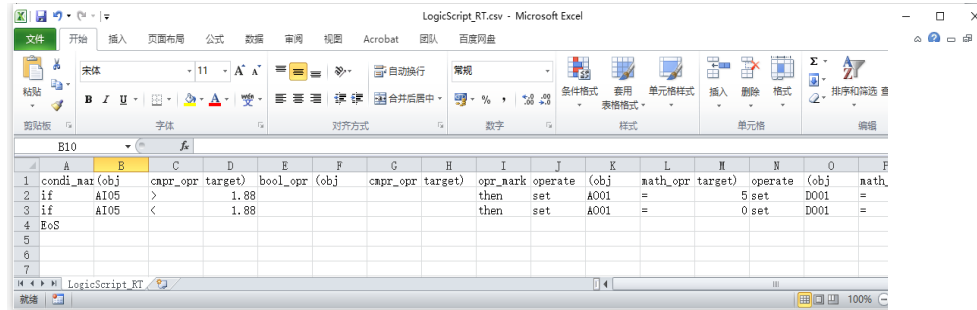 LogicScript_RT.csv - Microsoft Excel
文件 开始 插入 页面布局 公式 数据 审阅 视图 Acrobat 团队 百度网盘
宋体 11 A A 自动换行 常规 Σ
粘贴 B I U A 变 合并后居中 % , 条件格式 套用表格格式 单元格样式 插入 删除 格式 排序和筛选 查
剪贴板 字体 对齐方式 数字 样式 单元格 编辑
B10 fx
A B C D E F G H I J K L M N O P
1 condi_mar (obj cmpr_opr target) bool_opr (obj cmpr_opr target) opr_mark operate (obj math_opr target) operate (obj math_
2 if AI05 > 1.88 then set AO01 = 5 set DO01 =
3 if AI05 < 1.88 then set AO01 = 0 set DO01 =
4 EoS
5
6
7
LogicScript_RT
就绪 100%